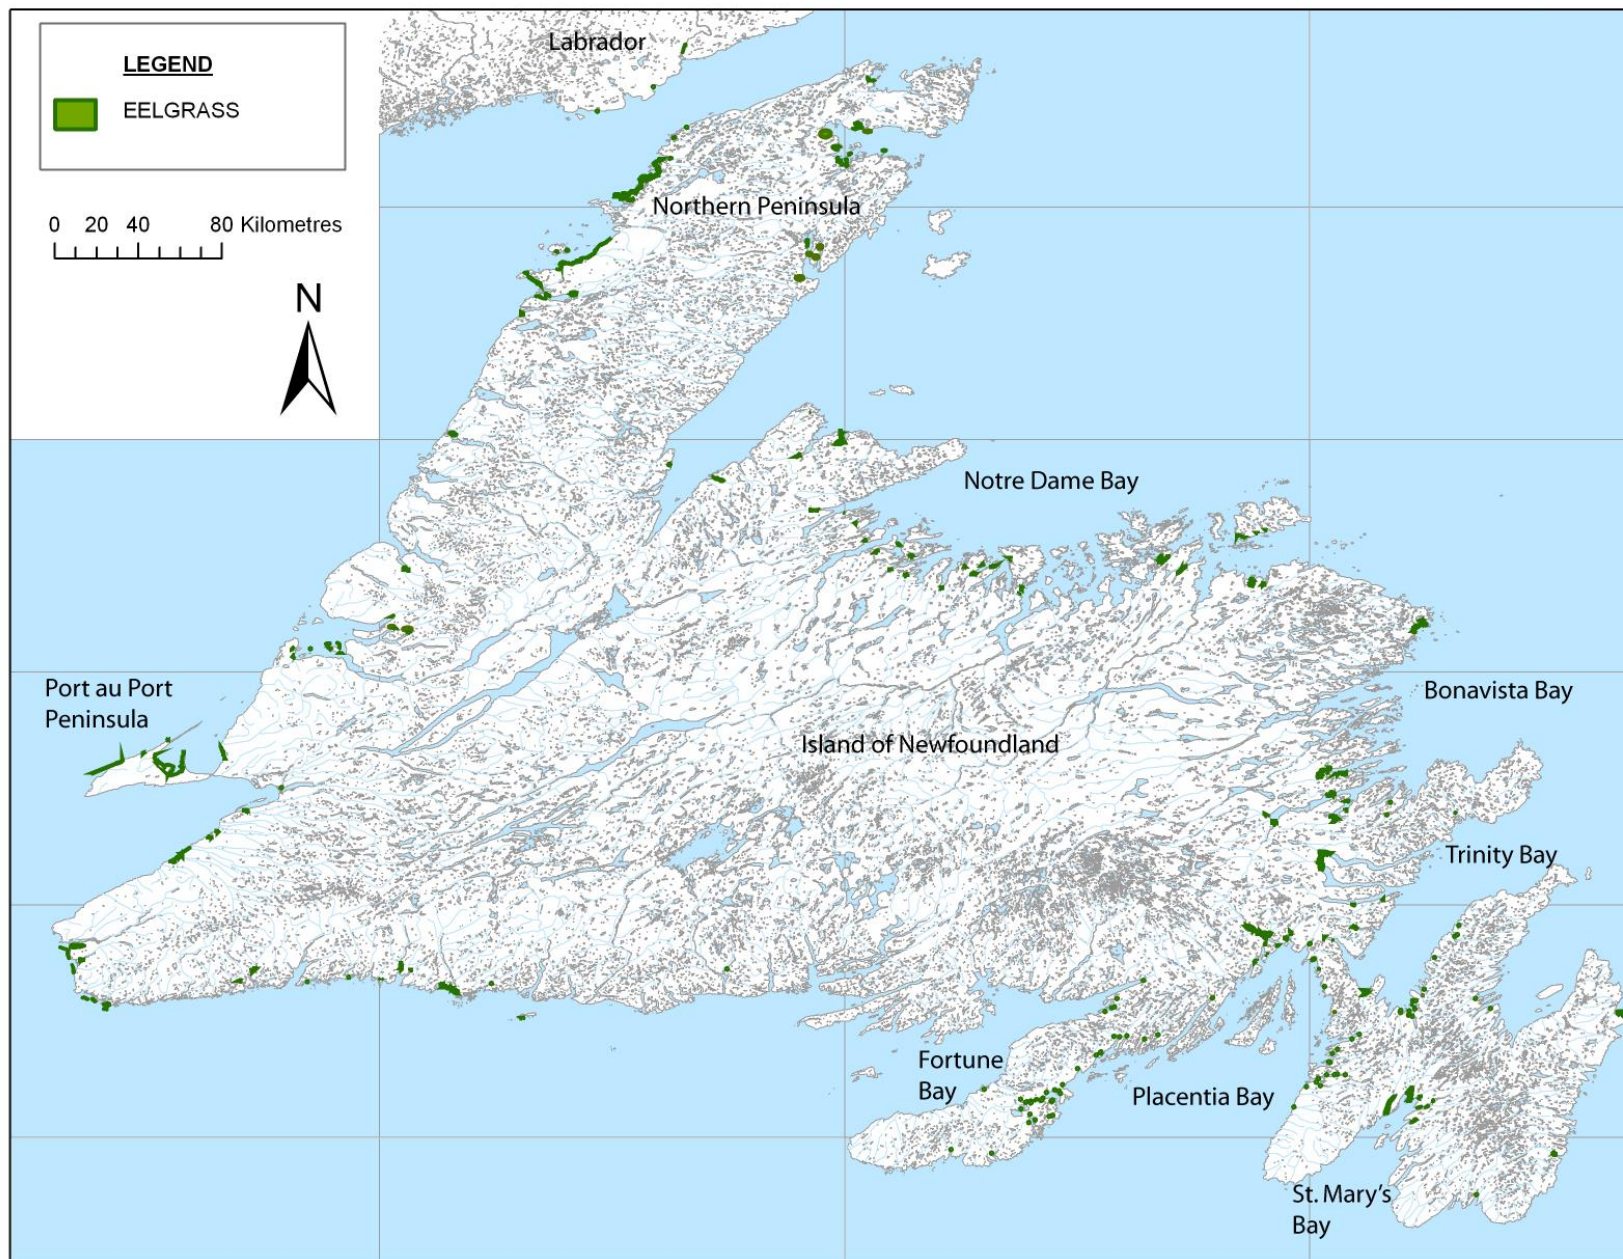 Labrador
LEGEND
EELGRASS
0 20 40 80 Kilometres
Northern Peninsula
N
Notre Dame Bay
Port au Port
Peninsula
Bonavista Bay
Island of Newfoundland
Trinity Bay
Fortune
Bay
Placentia Bay
St. Mary's
Bay